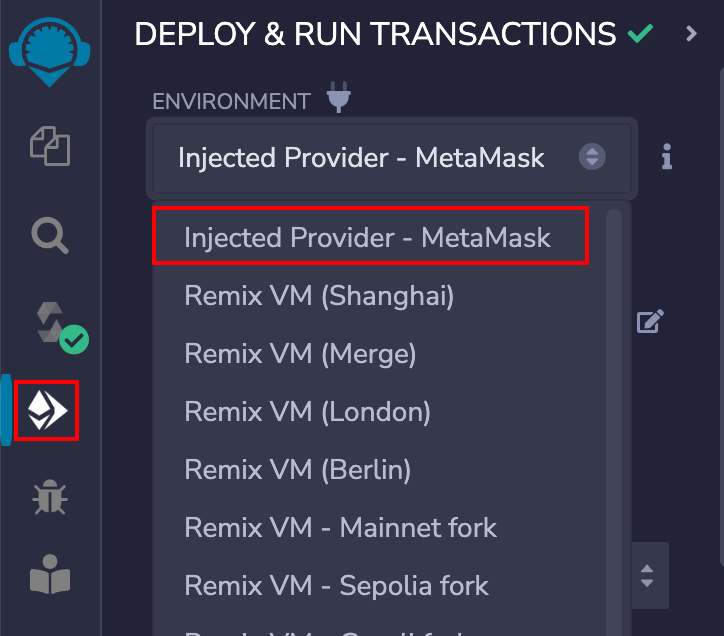 DEPLOY & RUN TRANSACTIONS
ENVIRONMENT
Injected Provider - MetaMask
Injected Provider - MetaMask
Remix VM (Shanghai)
Remix VM (Merge)
Remix VM (London)
Remix VM (Berlin)
Remix VM - Mainnet fork
Remix VM - Sepolia fork